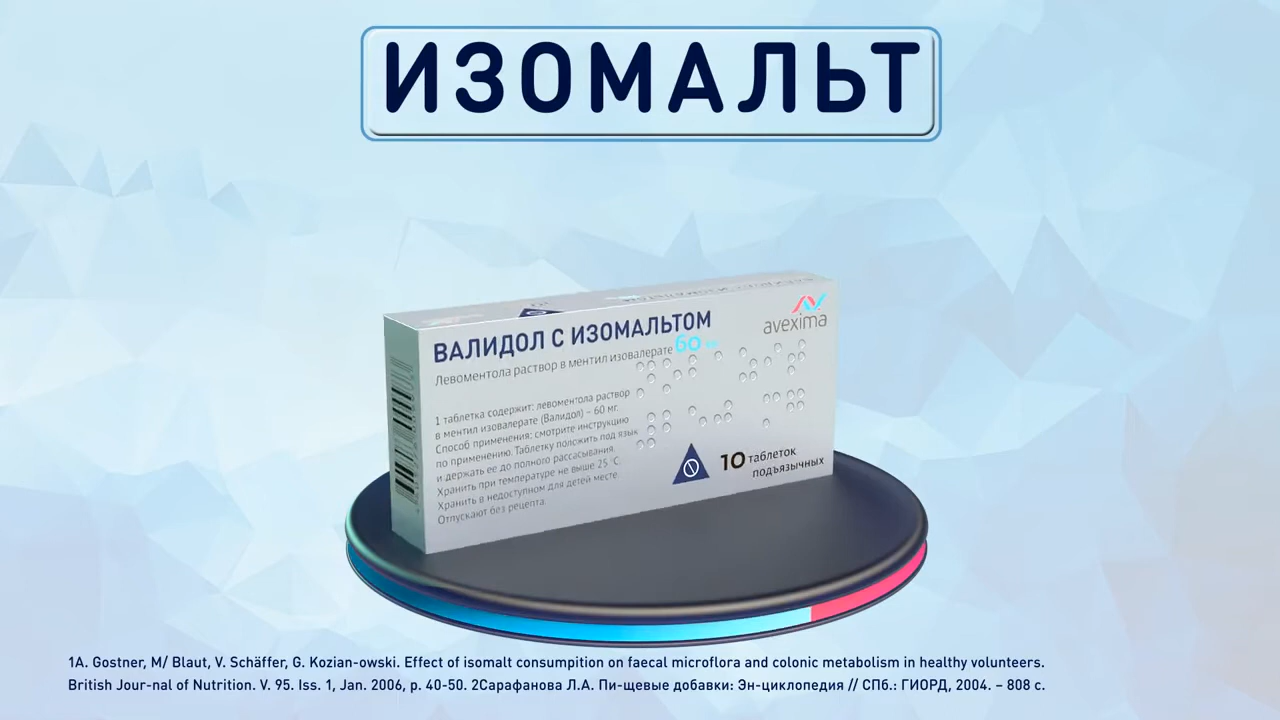 ИЗОМАЛЬТ
avexima
ВАЛИДОЛ С ИЗОМАЛЬТОМ
Левоментола раствор в ментил изовалерате 60
1 таблетка содержит: левоментола раствор
в ментил изовалерате (Валидол) – 60 мг.
Способ применения: смотрите инструкцию
по применению. Таблетку положить под язык
и держать ее до полного рассасывания.
Хранить при температуре не выше 25 °С.
Хранить в недоступном для детей месте.
Отпускают без рецепта.
10 таблеток
подъязычных
1A. Gostner, M/ Blaut, V. Schäffer, G. Kozian-owski. Effect of isomalt consumpition on faecal microflora and colonic metabolism in healthy volunteers.
British Jour-nal of Nutrition. V. 95. Iss. 1, Jan. 2006, p. 40-50. 2Сарафанова Л.А. Пи-щевые добавки: Эн-циклопедия // СПб.: ГИОРД, 2004. – 808 с.